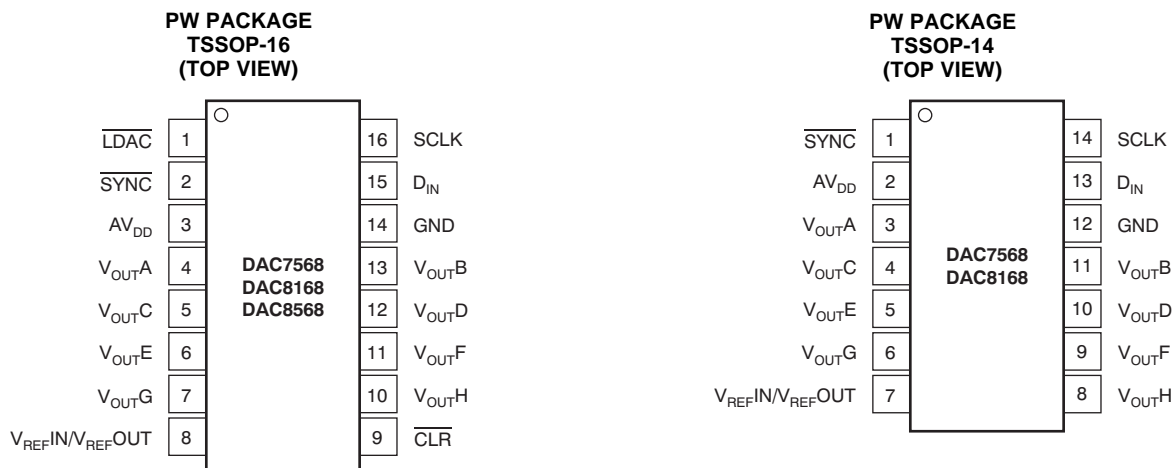 PW PACKAGE
TSSOP-16
(TOP VIEW)
LDAC 1 16 SCLK
SYNC 2 15 DIN
AVDD 3 14 GND
VOUTA 4 13 VOUTB
VOUTC 5 12 VOUTD
VOUTE 6 11 VOUTF
VOUTG 7 10 VOUTH
VREFIN/VREFOUT 8 9 CLR
DAC7568
DAC8168
DAC8568
PW PACKAGE
TSSOP-14
(TOP VIEW)
SYNC 1 14 SCLK
AVDD 2 13 DIN
VOUTA 3 12 GND
VOUTC 4 11 VOUTB
VOUTE 5 10 VOUTD
VOUTG 6 9 VOUTF
VREFIN/VREFOUT 7 8 VOUTH
DAC7568
DAC8168